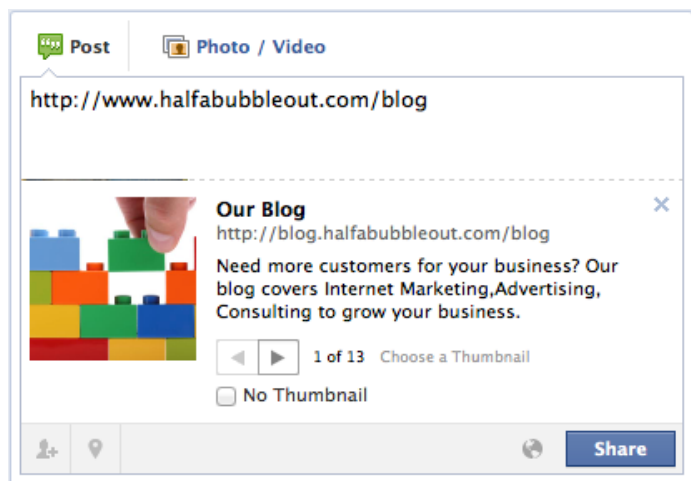 Post
Photo / Video
http://www.halfabubbleout.com/blog
Our Blog
http://blog.halfabubbleout.com/blog
Need more customers for your business? Our
blog covers Internet Marketing,Advertising,
Consulting to grow your business.
1 of 13 Choose a Thumbnail
No Thumbnail
Share